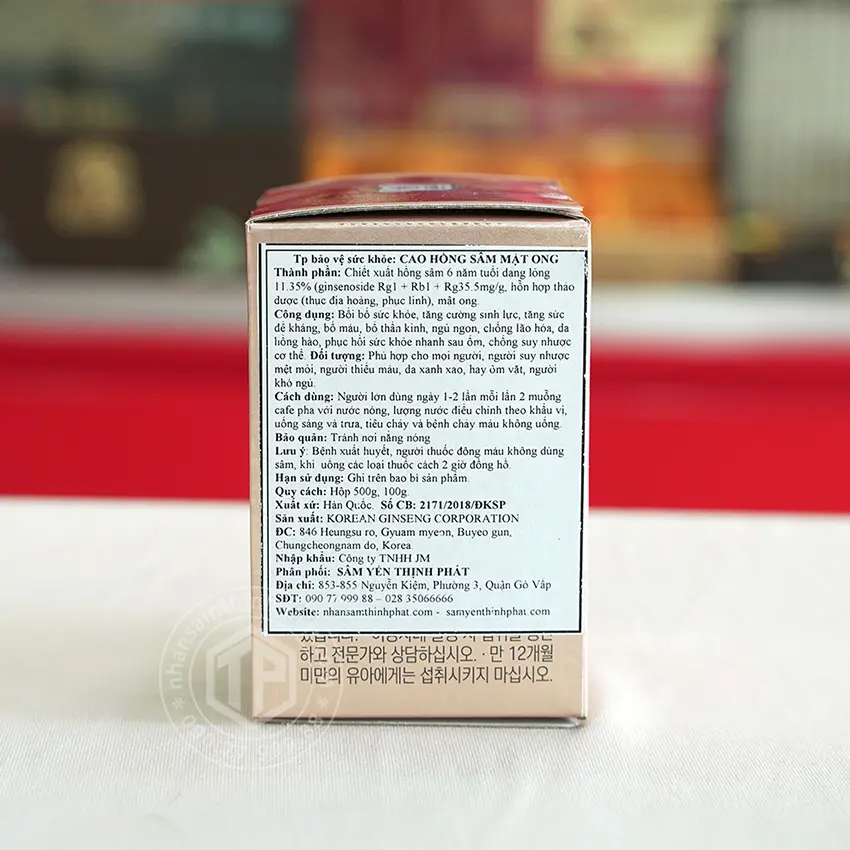 Tp bảo vệ sức khỏe: CAO HỒNG SÂM MẬT ONG
Thành phần: Chiết xuất hồng sâm 6 năm tuổi dạng lỏng
11.35% (ginsenoside Rg1 + Rb1 + Rg35.5mg/g, hỗn hợp thảo
dược (thục địa hoàng, phục linh), mật ong.
Công dụng: Bồi bổ sức khỏe, tăng cường sinh lực, tăng sức
đề kháng, bổ máu, bổ thần kinh, ngủ ngon, chống lão hóa, da
hồng hào, phục hồi sức khỏe nhanh sau ốm, chống suy nhược
cơ thể. Đối tượng: Phù hợp cho mọi người, người suy nhược
mệt mỏi, người thiếu máu, da xanh xao, hay ốm vặt, người
khó ngủ.
Cách dùng: Người lớn dùng ngày 1-2 lần mỗi lần 2 muỗng
cafe pha với nước nóng, lượng nước điều chỉnh theo khẩu vị,
uống sáng và trưa, tiêu chảy và bệnh chảy máu không uống.
Bảo quản: Tránh nơi nắng nóng
Lưu ý: Bệnh xuất huyết, người thuốc đông máu không dùng
sâm, khi uống các loại thuốc cách 2 giờ đồng hồ.
Hạn sử dụng: Ghi trên bao bì sản phẩm.
Quy cách: Hộp 500g, 100g.
Xuất xứ: Hàn Quốc. Số CB: 2171/2018/ĐKSP
Sản xuất: KOREAN GINSENG CORPORATION
ĐC: 846 Heungsu ro, Gyuam myeon, Buyeo gun,
Chungcheongnam do, Korea.
Nhập khẩu: Công ty TNHH JM
Phân phối: SÂM YẾN THỊNH PHÁT
Địa chỉ: 853-855 Nguyễn Kiệm, Phường 3, Quận Gò Vấp
SĐT: 090 77 999 88 – 028 35066666
Website: nhansamthinhphat.com - samyenthinhphat.com
하고 전문가와 상담하십시오. · 만 12개월
미만의 유아에게는 섭취시키지 마십시오.
TP